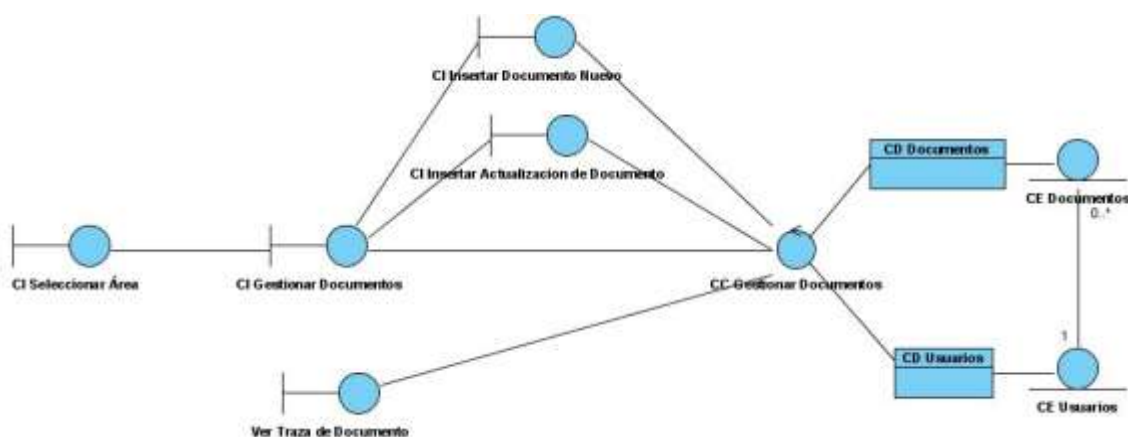 CI Insertar Documento Nuevo
CI Insertar Actualizacion de Documento
CD Documentos
CE Documentos
0..*
CI Seleccionar Área
CI Gestionar Documentos
CC Gestionar Documentos
1
CD Usuarios
CE Usuarios
Ver Traza de Documento